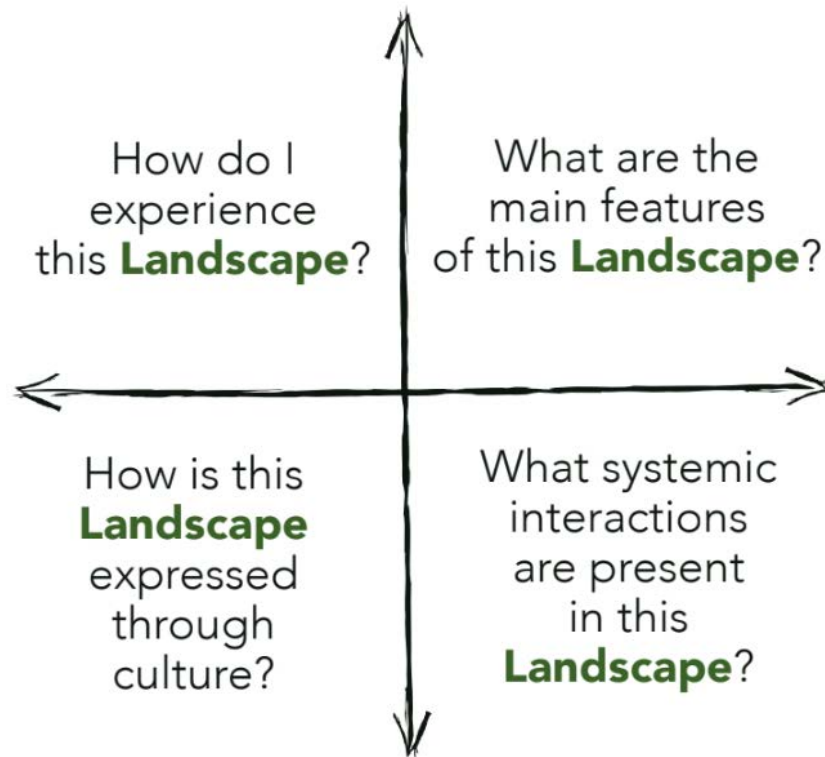 How do I
experience
this Landscape?
What are the
main features
of this Landscape?
How is this
Landscape
expressed
through
culture?
What systemic
interactions
are present
in this
Landscape?